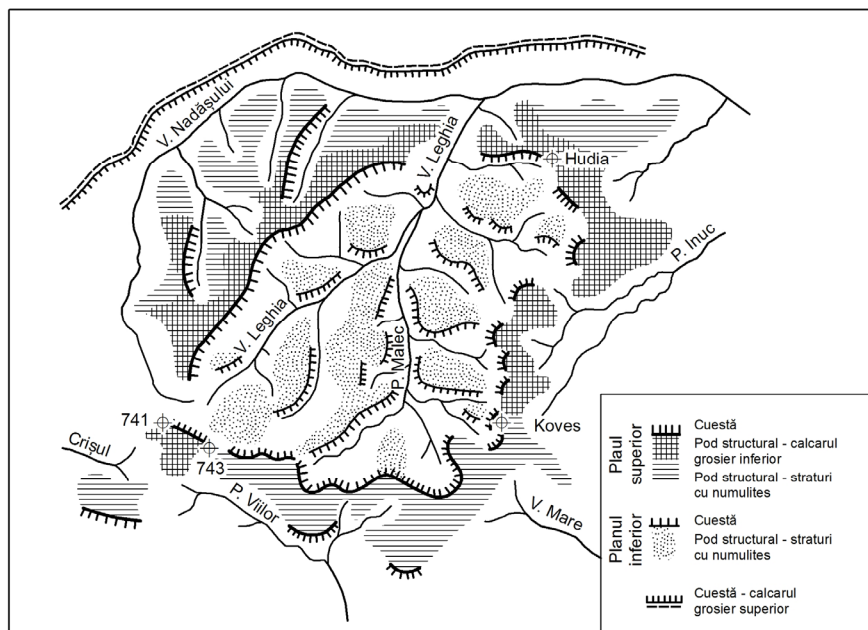 V. Nadășului
V. Leghia
Hudia
P. Inuc
V. Leghia
P. Malec
741
Koves
Crișul
743
P. Viilor
V. Mare
Plaul superior
Cuestă
Pod structural - calcarul
grosier inferior
Pod structural - straturi
cu numulites
Planul inferior
Cuestă
Pod structural - straturi
cu numulites
Cuestă - calcarul
grosier superior